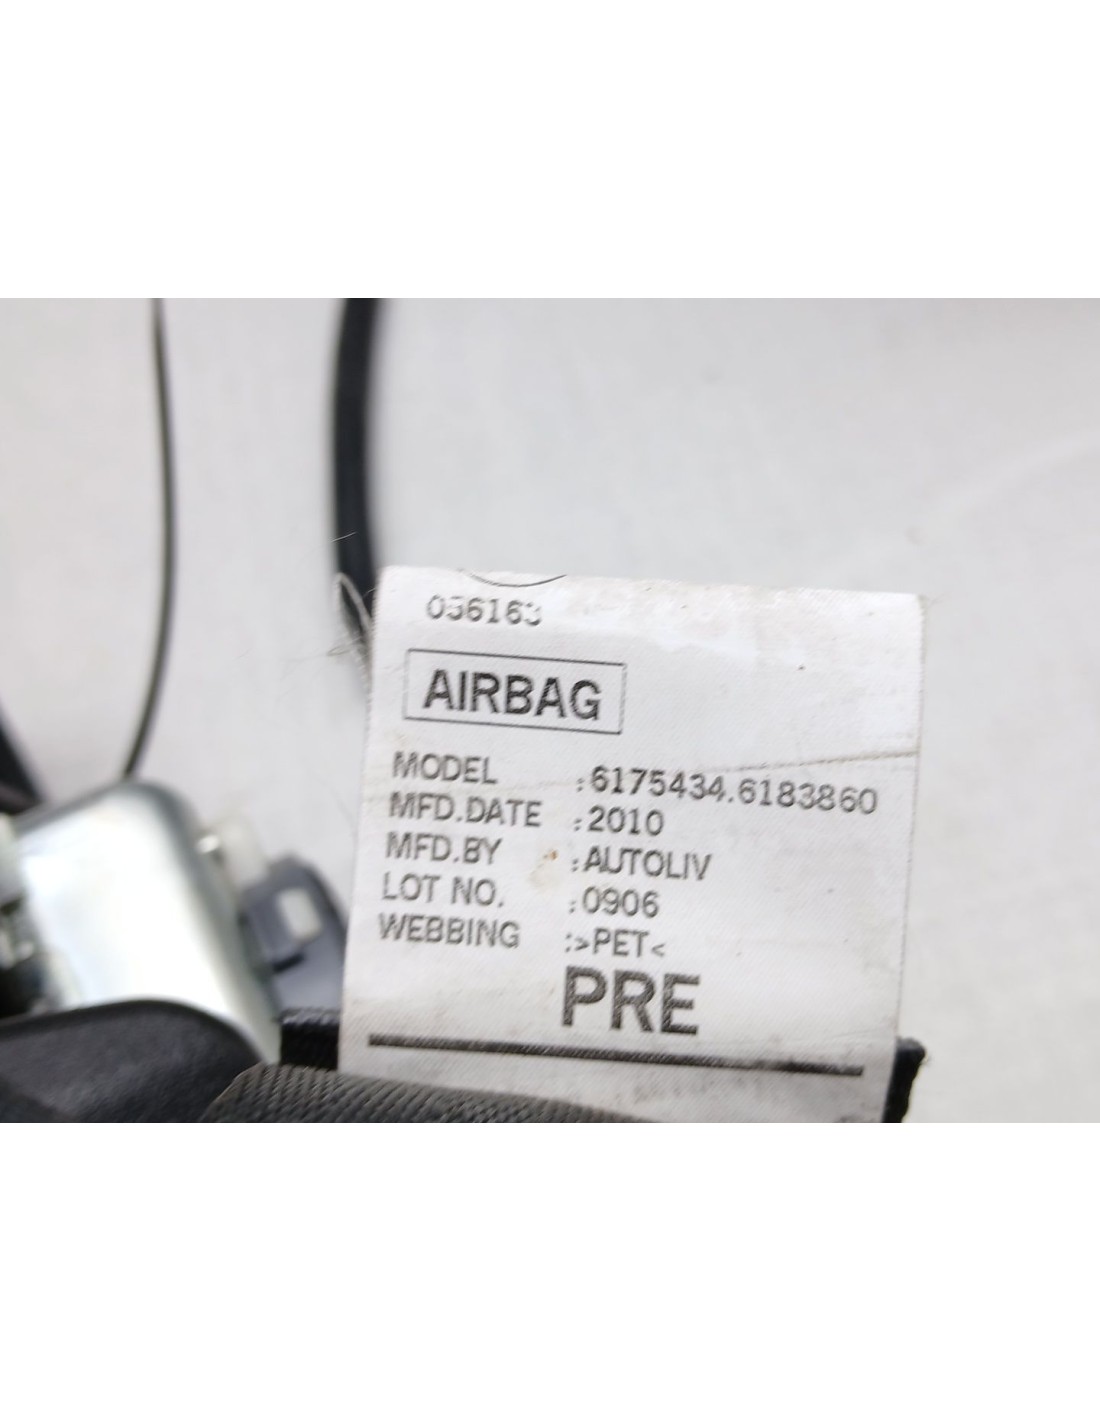 056163
AIRBAG
MODEL :6175434.6183860
MFD.DATE :2010
MFD.BY :AUTOLIV
LOT NO. :0906
WEBBING :>PET<
PRE